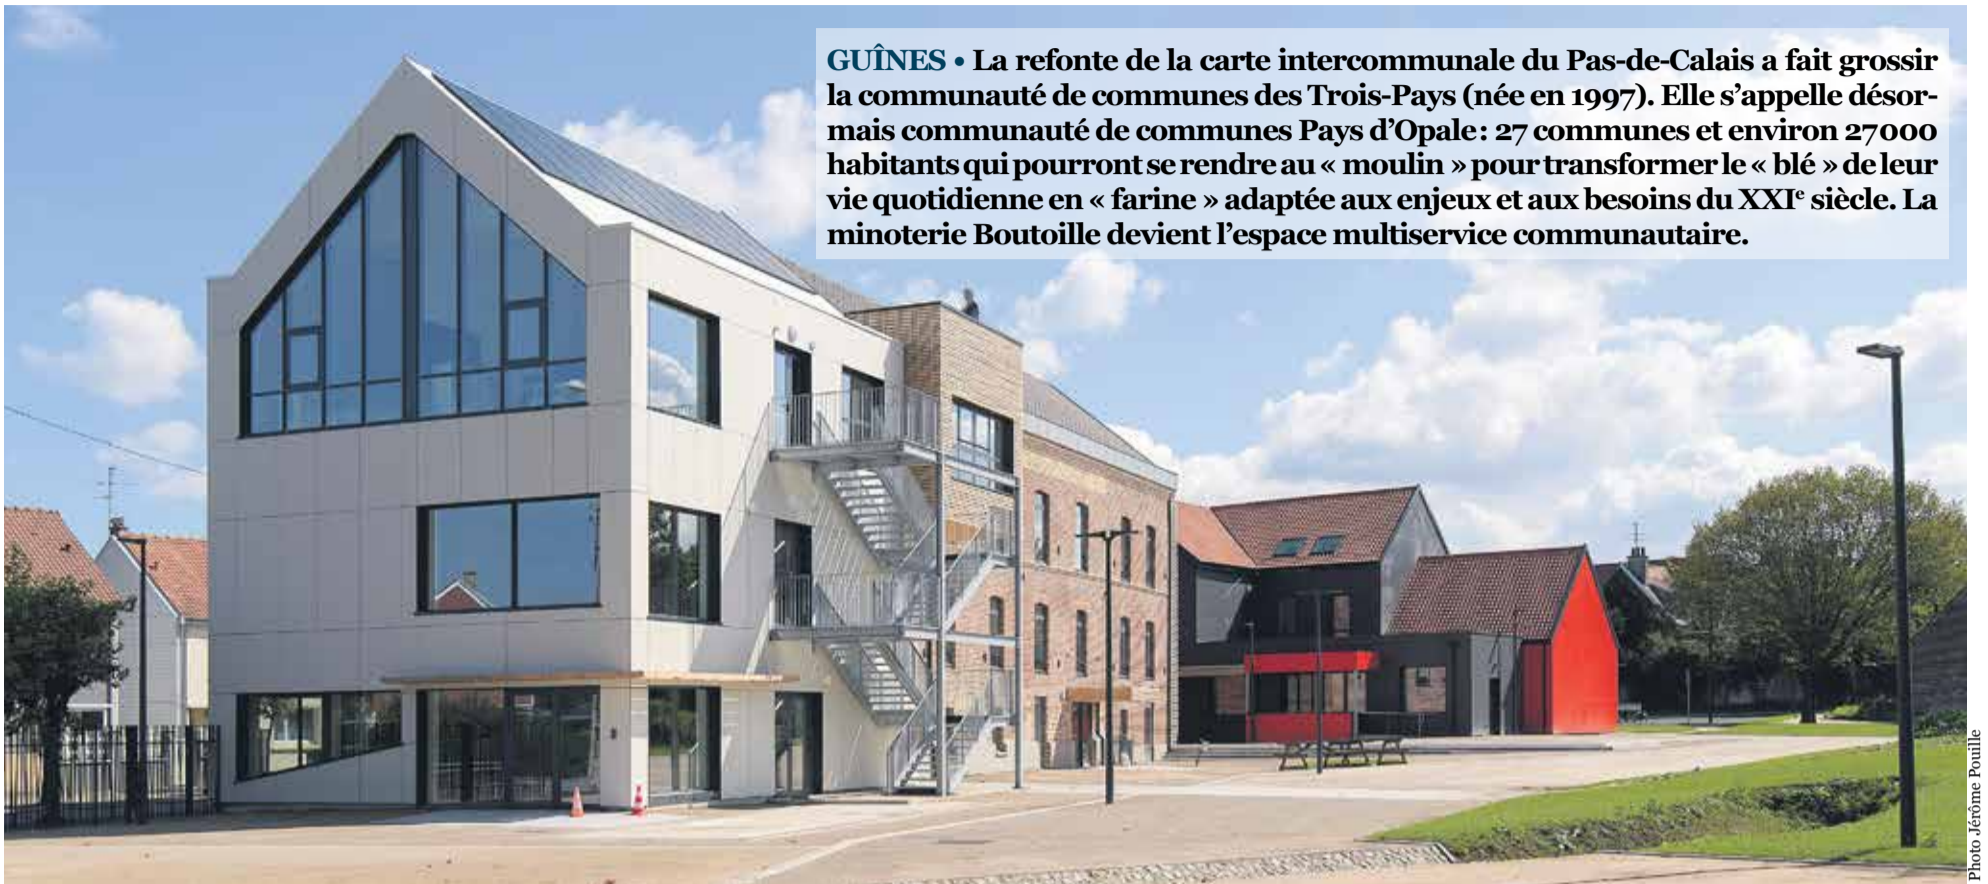 GUÎNES • La refonte de la carte intercommunale du Pas-de-Calais a fait grossir
la communauté de communes des Trois-Pays (née en 1997). Elle s’appelle désor-
mais communauté de communes Pays d’Opale : 27 communes et environ 27000
habitants qui pourront se rendre au « moulin » pour transformer le « blé » de leur
vie quotidienne en « farine » adaptée aux enjeux et aux besoins du XXIe siècle. La
minoterie Boutoille devient l’espace multiservice communautaire.
Photo Jérôme Pouille